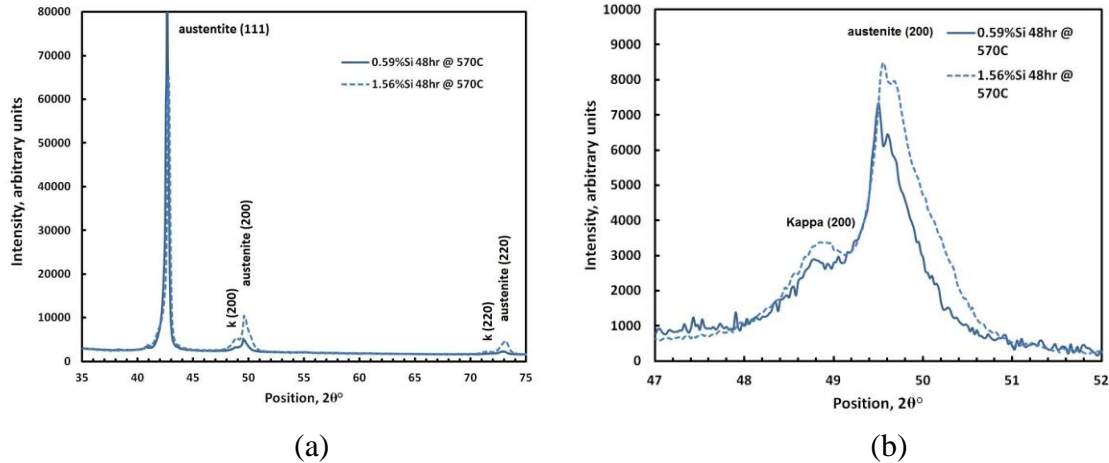 austentite (111)
0.59%Si 48hr @ 570C
1.56%Si 48hr @ 570C
Intensity, arbitrary units
80000
70000
60000
50000
40000
30000
20000
10000
0
k (200)
austenite (200)
k (220)
austenite (220)
35 40 45 50 55 60 65 70 75
Position, 2θ°
(a)
austenite (200)
0.59%Si 48hr @
570C
1.56%Si 48hr @
570C
Kappa (200)
Intensity, arbitrary units
10000
9000
8000
7000
6000
5000
4000
3000
2000
1000
0
47 48 49 50 51 52
Position, 2θ°
(b)